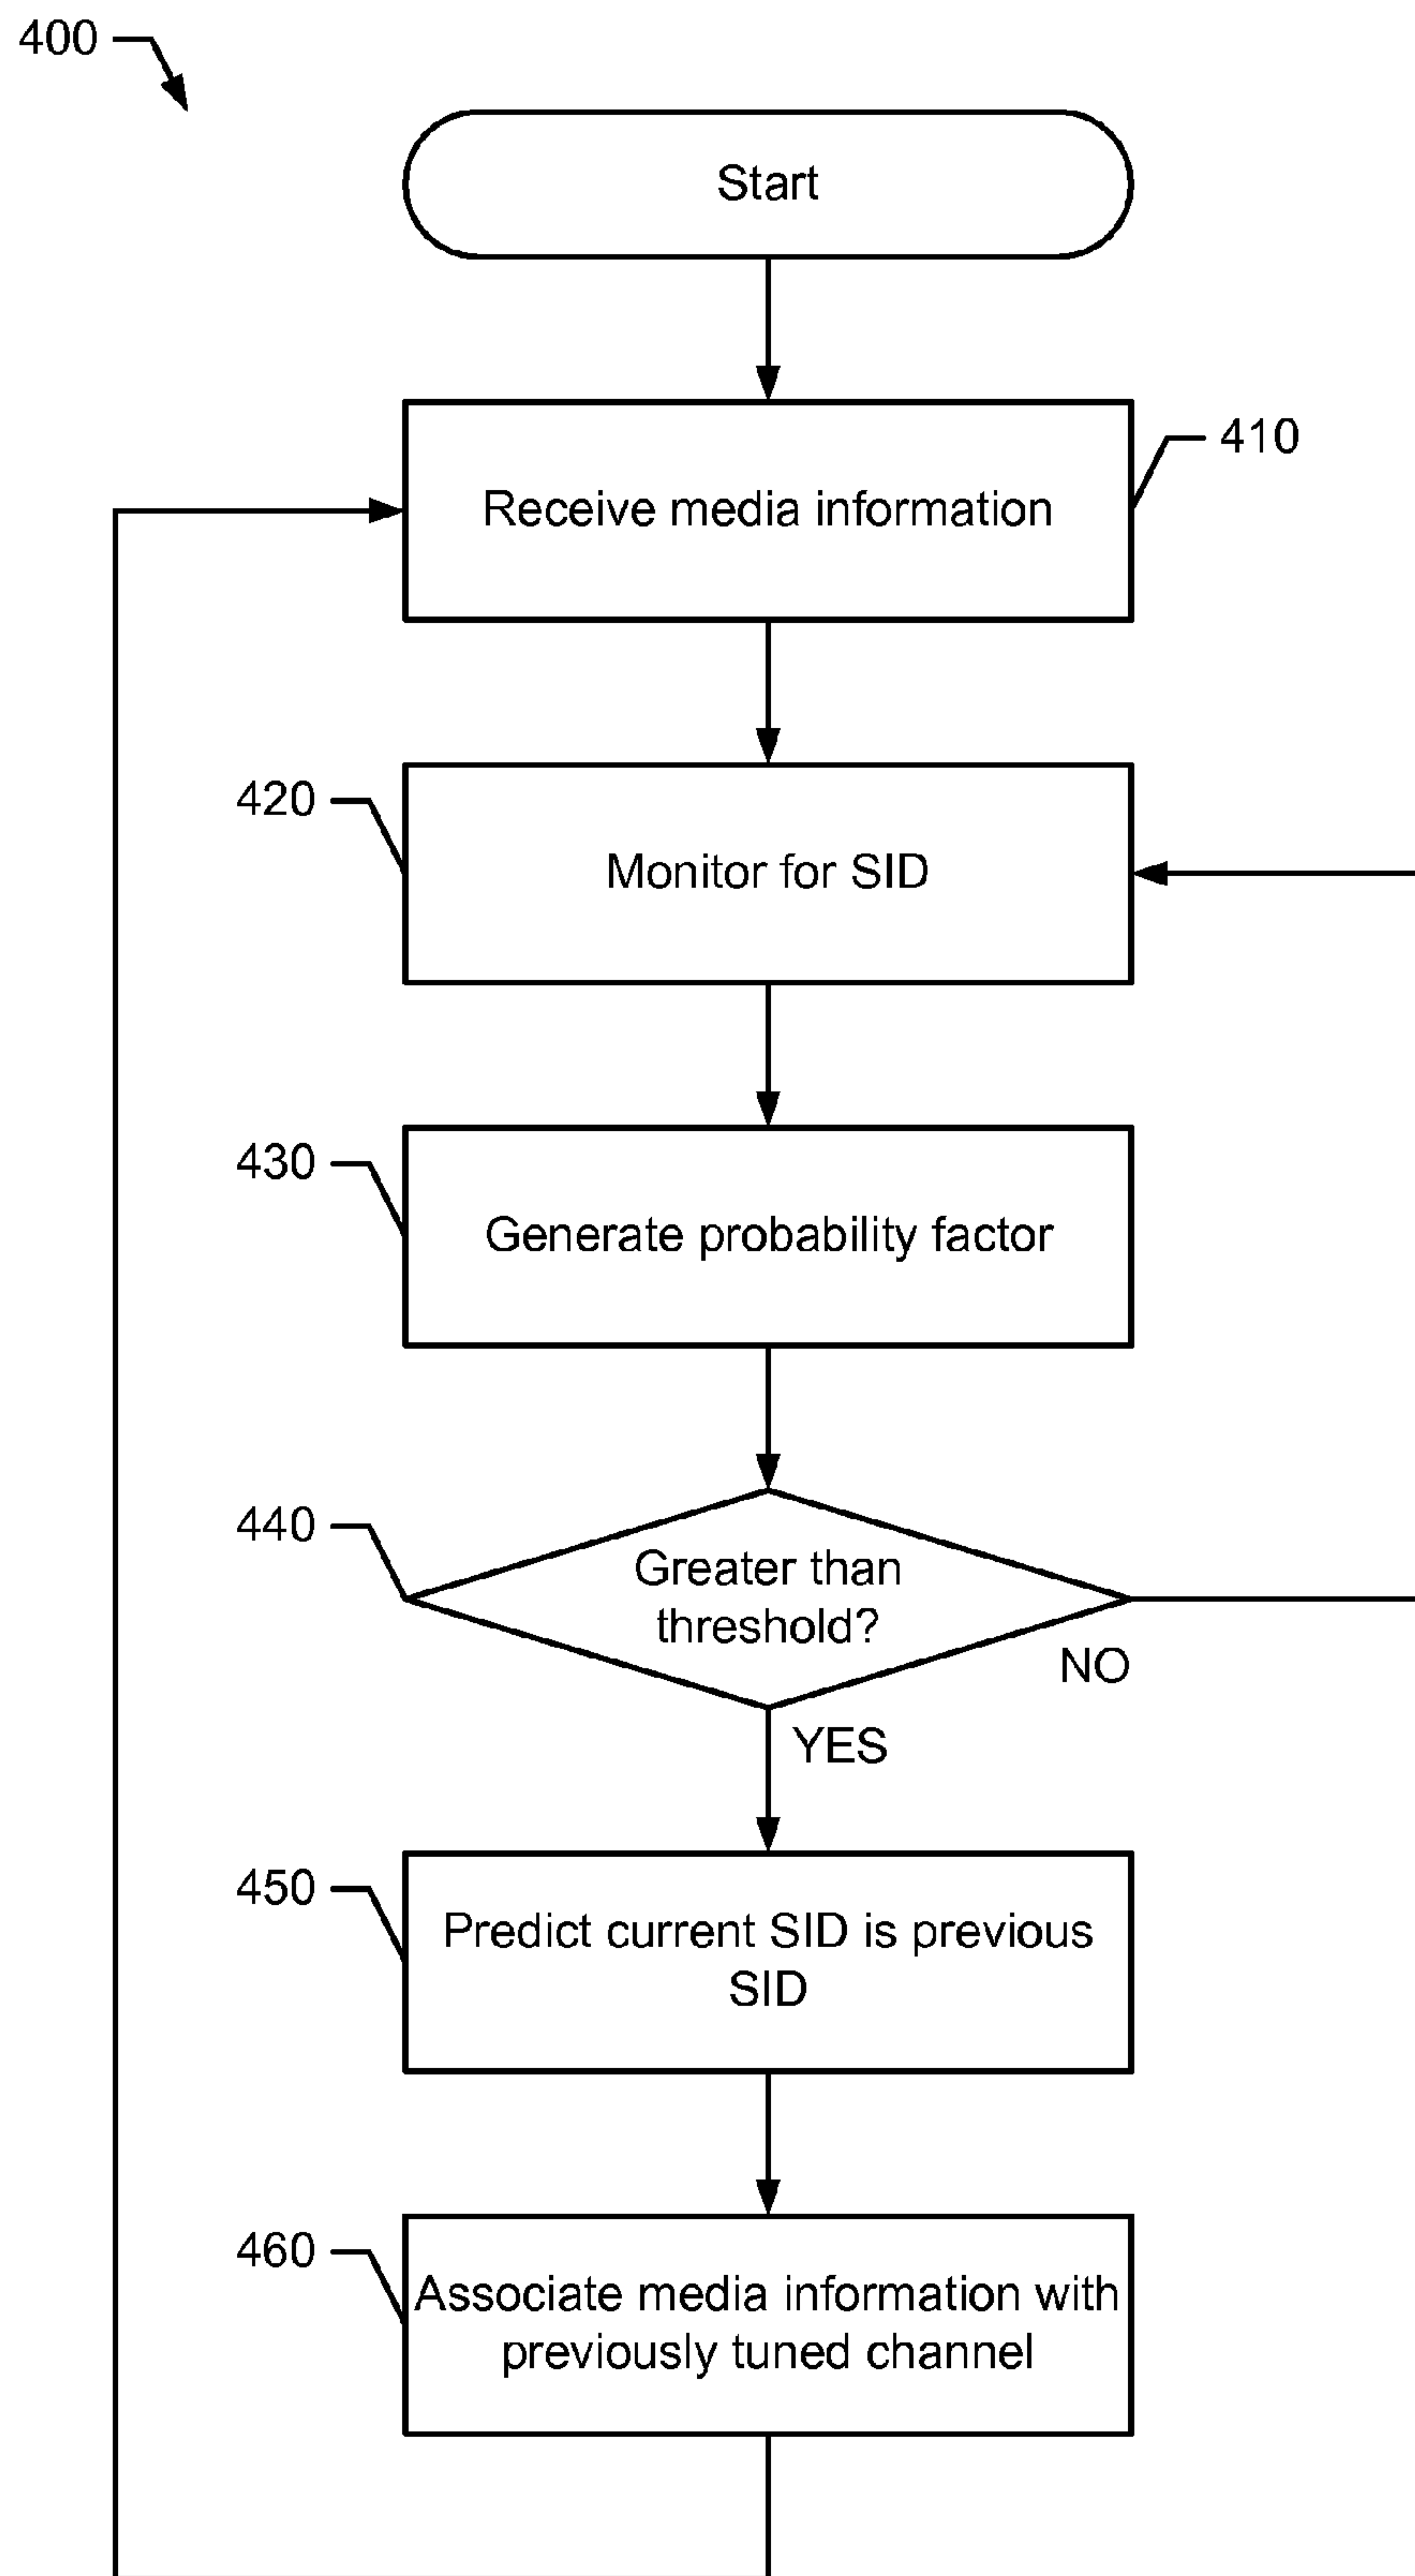 400
Start
Receive media information
410
420
Monitor for SID
430
Generate probability factor
440
Greater than
threshold?
NO
YES
450
Predict current SID is previous
SID
460
Associate media information with
previously tuned channel